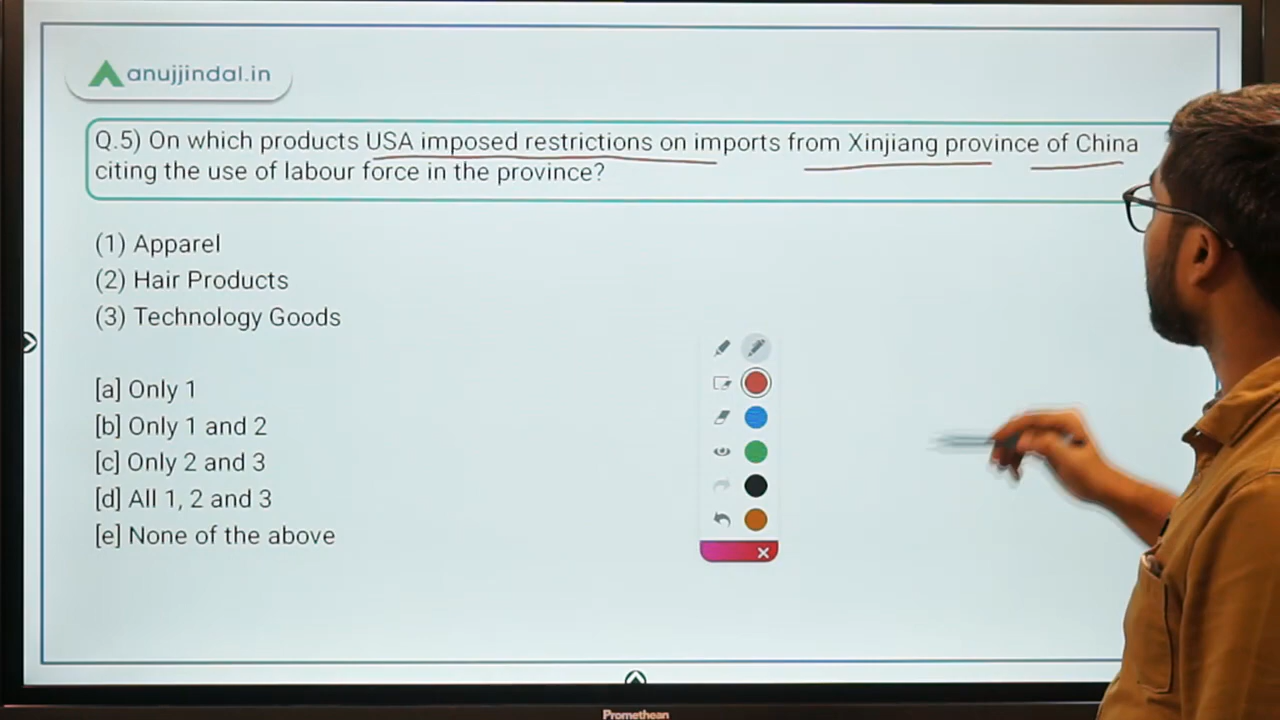 anujjindal.in
Q.5) On which products USA imposed restrictions on imports from Xinjiang province of China
citing the use of labour force in the province?
(1) Apparel
(2) Hair Products
(3) Technology Goods
[a] Only 1
[b] Only 1 and 2
[c] Only 2 and 3
[d] All 1, 2 and 3
[e] None of the above
Promethean